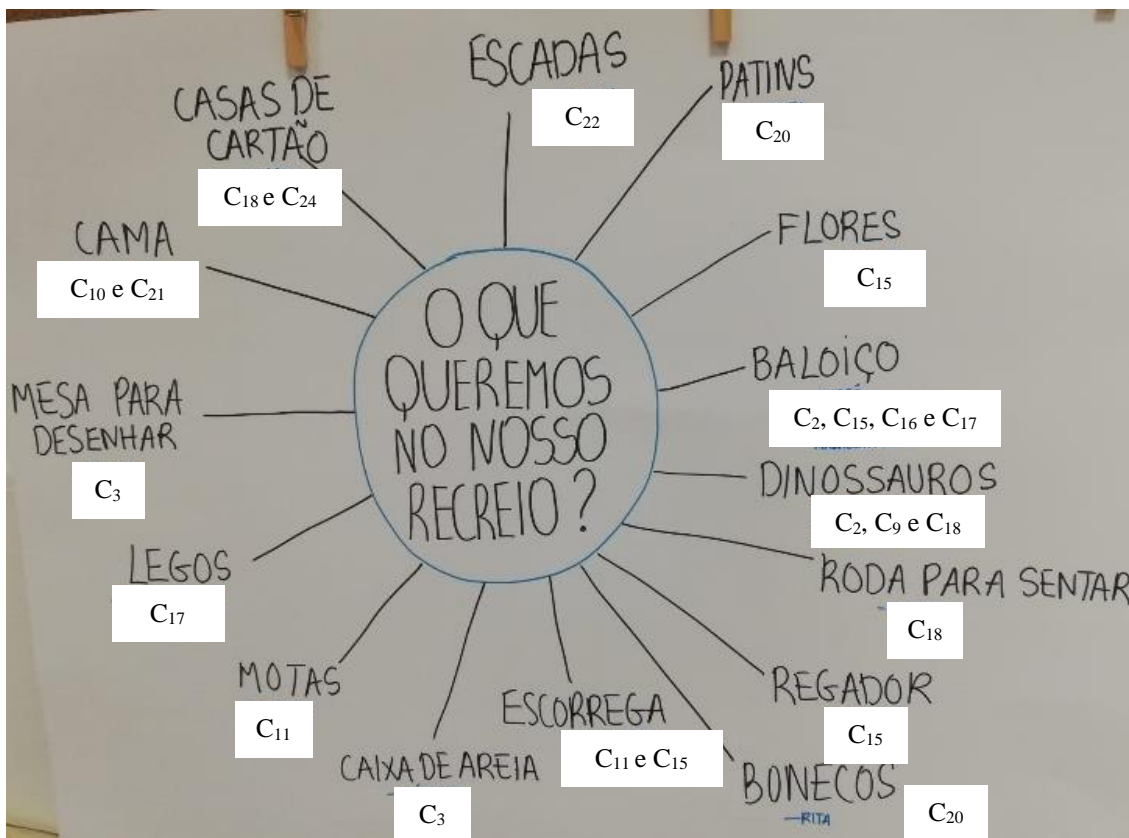 ESCADAS
C22
PATINS
C20
CASAS DE
CARTÃO
C18 e C24
FLORES
C15
CAMA
C10 e C21
O QUE
QUEREMOS
NO NOSSO
RECREIO?
BALOIÇO
C2, C15, C16 e C17
MESA PARA
DESENHAR
C3
DINOSSAUROS
C2, C9 e C18
RODA PARA SENTAR
C18
LEGOS
C17
MOTAS
C11
REGADOR
C15
ESCORREGA
C11 e C15
CAIXA DE AREIA
C3
BONECOS
C20
—RITA